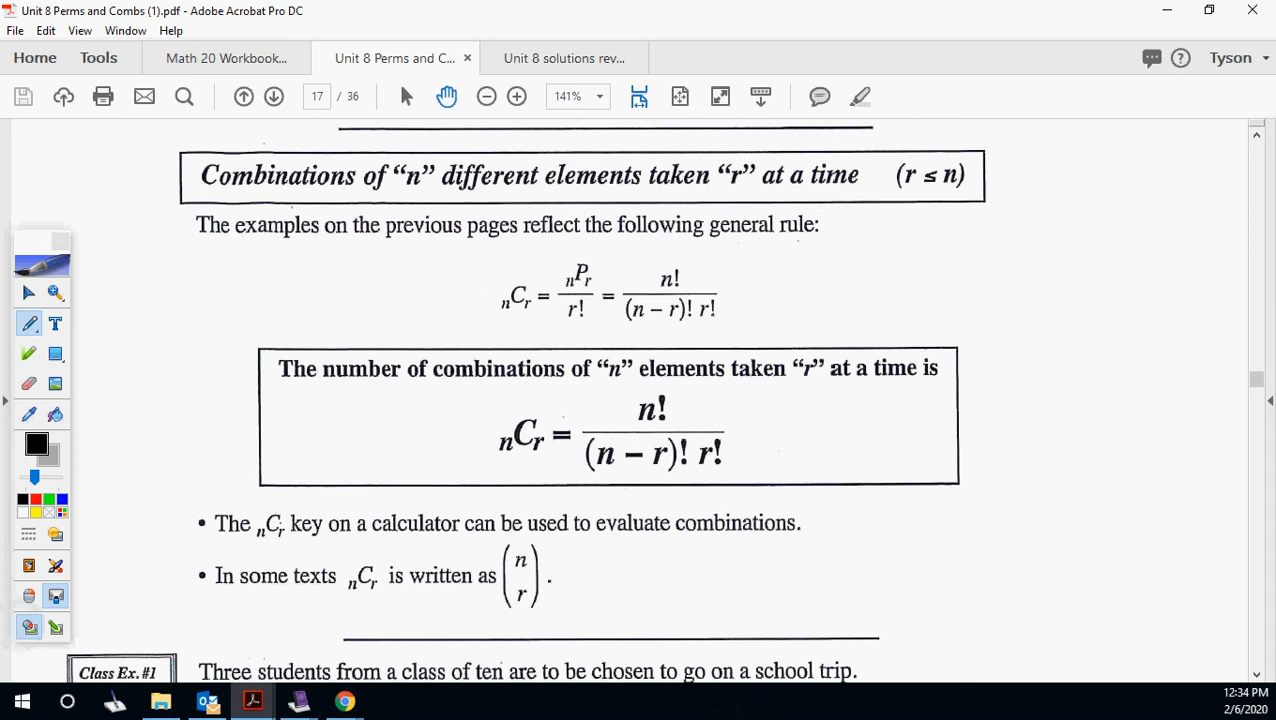 Unit 8 Perms and Combs (1).pdf - Adobe Acrobat Pro DC
File Edit View Window Help
Home Tools Math 20 Workbook... Unit 8 Perms and C... × Unit 8 solutions rev... Tyson
17 / 36 141%
Combinations of “n” different elements taken “r” at a time (r ≤ n)
The examples on the previous pages reflect the following general rule:
nCr = nPr / r! = n! / (n – r)! r!
The number of combinations of “n” elements taken “r” at a time is
nCr = n! / (n – r)! r!
• The nCr key on a calculator can be used to evaluate combinations.
• In some texts nCr is written as (n r).
Class Ex. #1 Three students from a class of ten are to be chosen to go on a school trip.
12:34 PM
2/6/2020